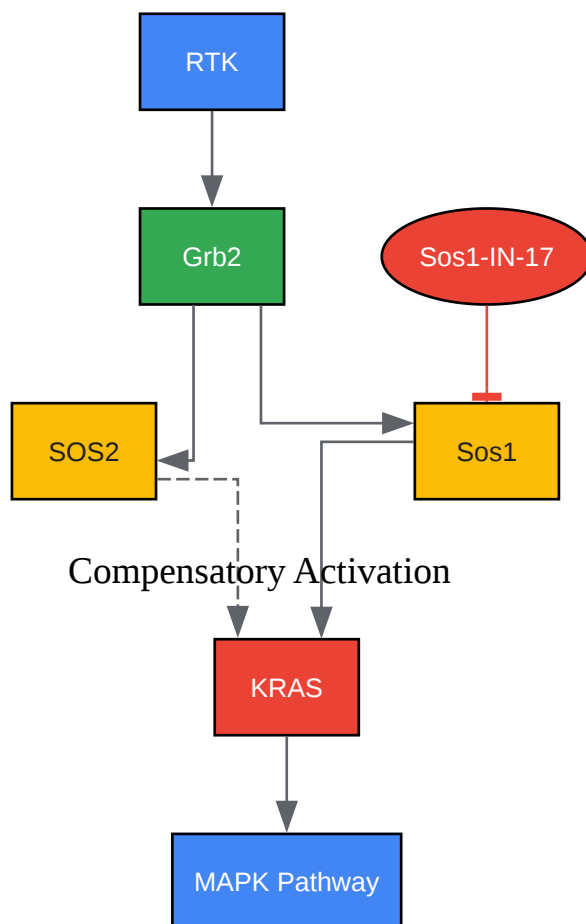 RTK
Grb2
Sos1-IN-17
SOS2
Sos1
Compensatory Activation
KRAS
MAPK Pathway